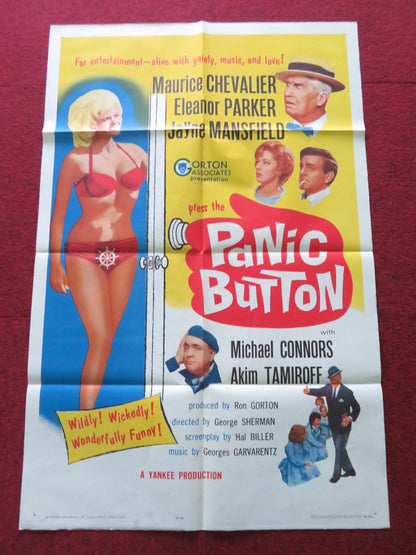 For entertainment—alive with gaiety, music, and love!
Maurice CHEVALIER
Eleanor PARKER
Jayne MANSFIELD
GORTON
ASSOCIATES
presentation
press the
PANIC
BUTTON
with
Michael CONNORS
Akim TAMIROFF
Wildly! Wickedly!
Wonderfully Funny!
produced by Ron GORTON
directed by George SHERMAN
screenplay by Hal BILLER
music by Georges GARVARENTZ
A YANKEE PRODUCTION